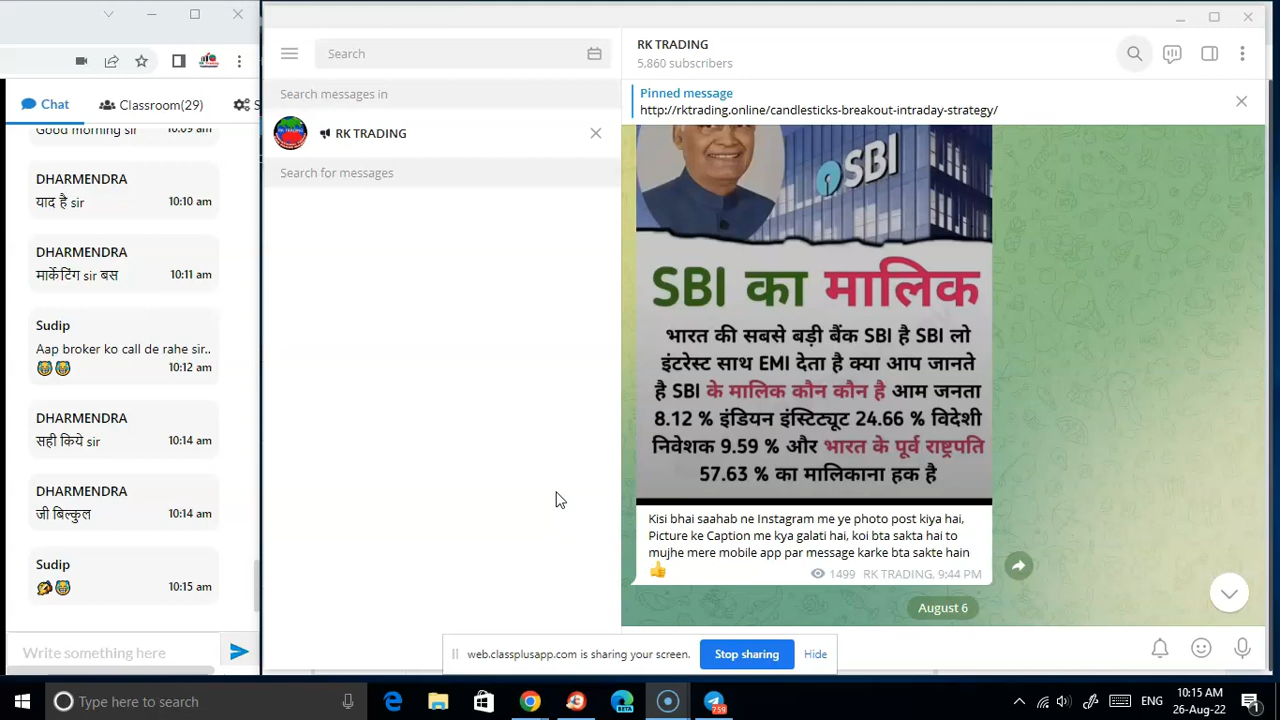 Chat
Classroom(29)
S
Good morning sir
10:09 am
DHARMENDRA
याद है sir
10:10 am
DHARMENDRA
मार्केटिंग sir बस
10:11 am
Sudip
Aap broker ko call de rahe sir..
10:12 am
DHARMENDRA
सही किये sir
10:14 am
DHARMENDRA
जी बिल्कुल
10:14 am
Sudip
10:15 am
Write something here
Search
Search messages in
RK TRADING
Search for messages
RK TRADING
5,860 subscribers
Pinned message
http://rktrading.online/candlesticks-breakout-intraday-strategy/
SBI
SBI का मालिक
भारत की सबसे बड़ी बैंक SBI है SBI लो
इंटरेस्ट साथ EMI देता है क्या आप जानते
है SBI के मालिक कौन कौन है आम जनता
8.12 % इंडियन इंस्टिट्यूट 24.66 % विदेशी
निवेशक 9.59 % और भारत के पूर्व राष्ट्रपति
57.63 % का मालिकाना हक है
Kisi bhai saahab ne Instagram me ye photo post kiya hai,
Picture ke Caption me kya galati hai, koi bta sakta hai to
mujhe mere mobile app par message karke bta sakte hain
👍
1499 RK TRADING, 9:44 PM
August 6
web.classplusapp.com is sharing your screen.
Stop sharing
Hide
Type here to search
759
ENG
10:15 AM
26-Aug-22
1